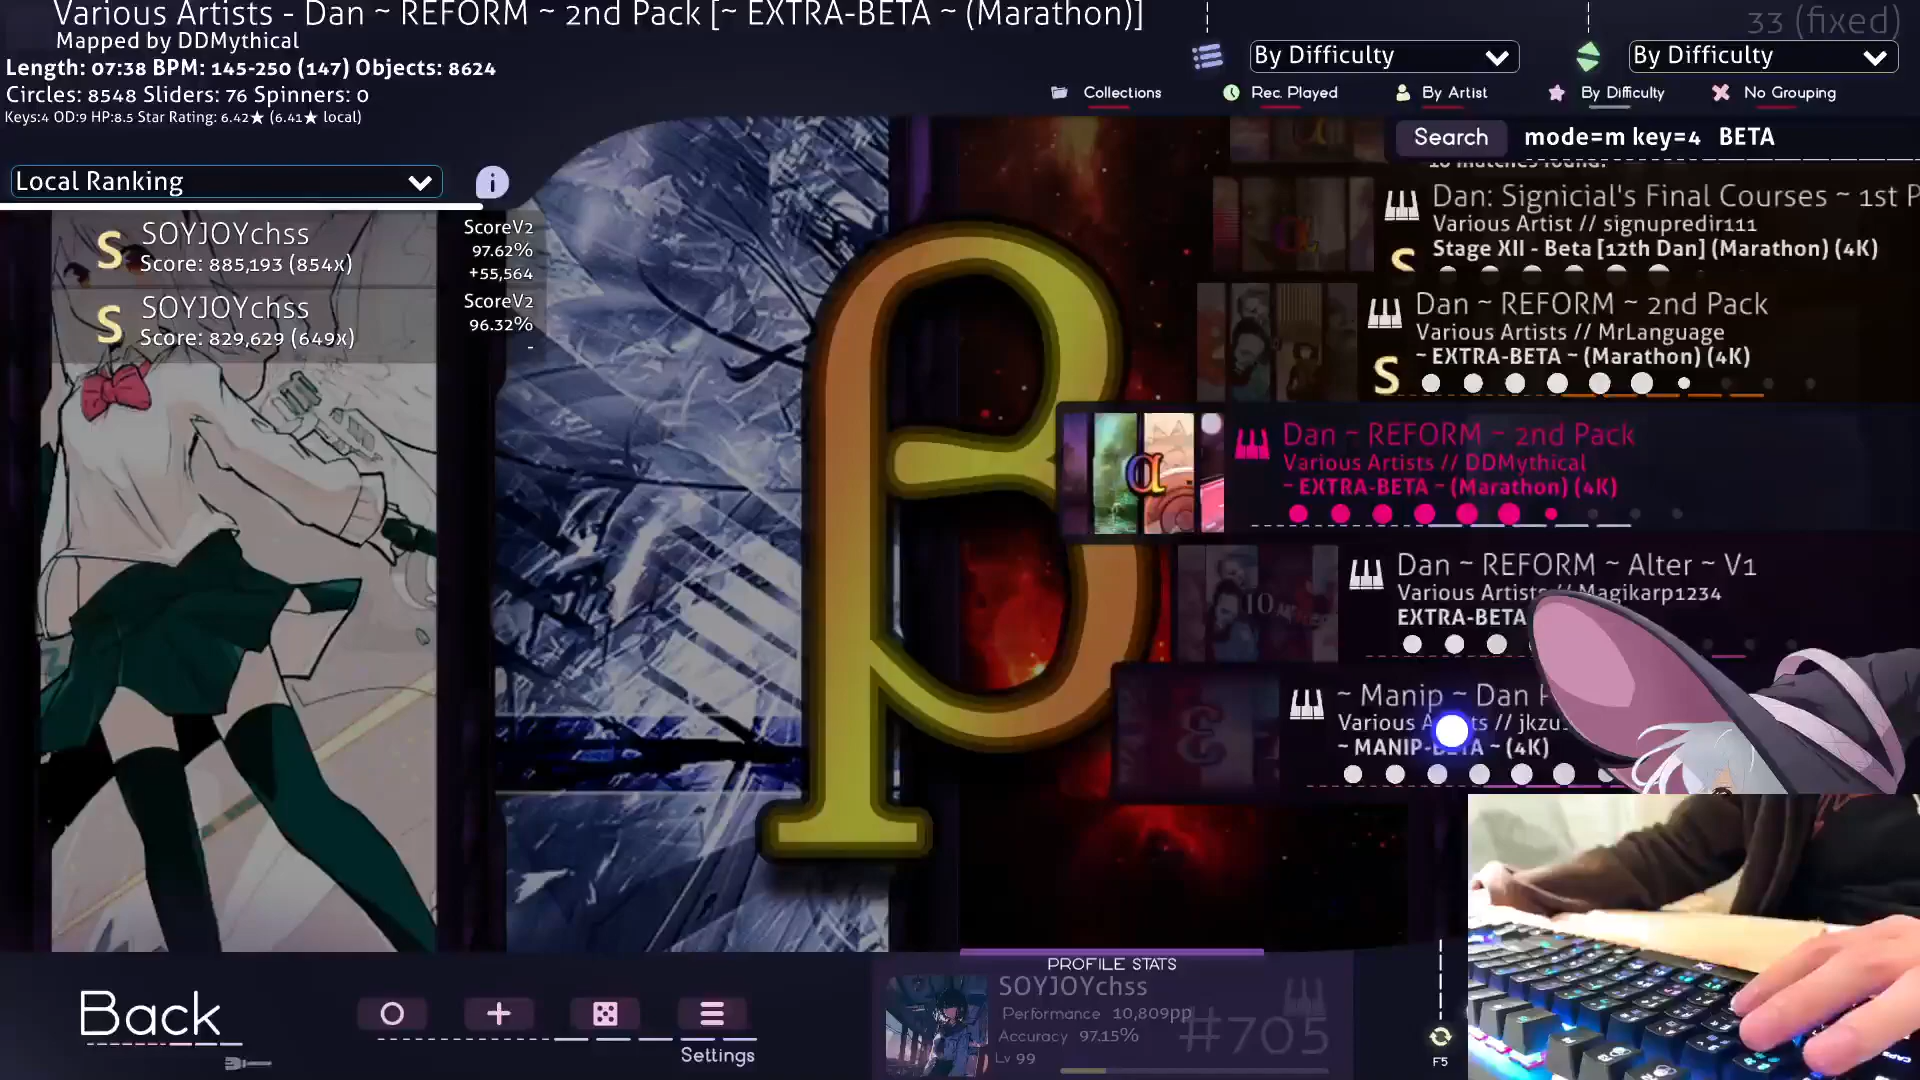 Various Artists - Dan ~ REFORM ~ 2nd Pack [~ EXTRA-BETA ~ (Marathon)]
Mapped by DDMythical
Length: 07:38 BPM: 145-250 (147) Objects: 8624
Circles: 8548 Sliders: 76 Spinners: 0
Keys:4 OD:9 HP:8.5 Star Rating: 6.42★ (6.41★ local)
33 (fixed)
By Difficulty
By Difficulty
Collections
Rec. Played
By Artist
By Difficulty
No Grouping
Search mode=m key=4 BETA
Local Ranking
i
S
SOYJOYchss
Score: 885,193 (854x)
ScoreV2
97.62%
+55,564
S
SOYJOYchss
Score: 829,629 (649x)
ScoreV2
96.32%
-
β
Dan: Signicial's Final Courses ~ 1st P
Various Artist // signupredir111
Stage XII - Beta [12th Dan] (Marathon) (4K)
S
Dan ~ REFORM ~ 2nd Pack
Various Artists // MrLanguage
~ EXTRA-BETA ~ (Marathon) (4K)
S
α
Dan ~ REFORM ~ 2nd Pack
Various Artists // DDMythical
~ EXTRA-BETA ~ (Marathon) (4K)
Dan ~ REFORM ~ Alter ~ V1
Various Artists // Magikarp1234
EXTRA-BETA
~ Manip ~ Dan
Various // jkzu
~ MANIP- (4K)
Back
Settings
PROFILE STATS
SOYJOYchss
Performance 10,809pp
Accuracy 97.15%
Lv 99
#705
F5